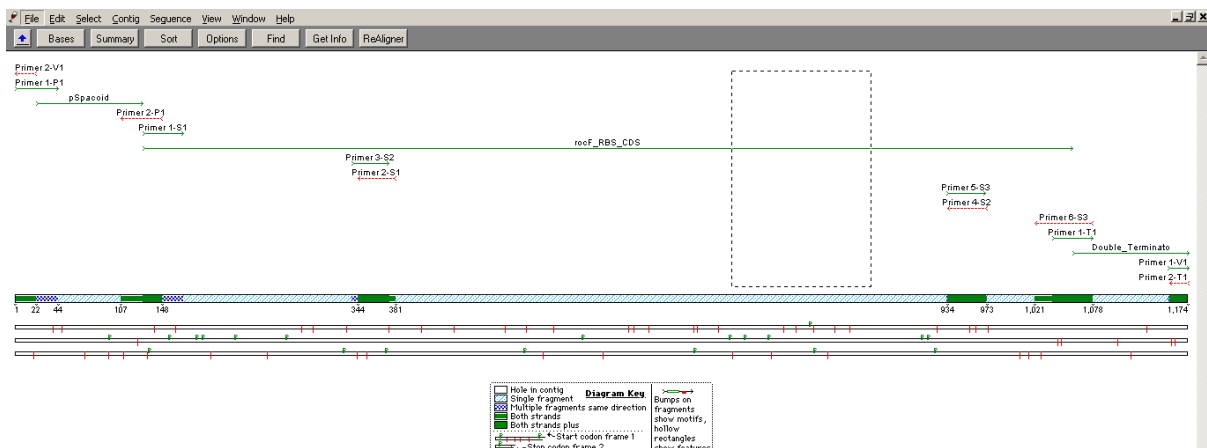 File Edit Select Contig Sequence View Window Help
Bases Summary Sort Options Find Get Info ReAligner
Primer 2-V1
Primer 1-P1
pSpacoid
Primer 2-P1
Primer 1-S1
rocF_RBS_CDS
Primer 3-S2
Primer 2-S1
Primer 5-S3
Primer 4-S2
Primer 6-S3
Primer 1-T1
Double_Terminato
Primer 1-V1
Primer 2-T1
1 22 44 107 148 344 381 934 973 1,021 1,078 1,174
Diagram Key
Hole in contig
Single fragment
Multiple fragments same direction
Both strands
Both strands plus
Start codon frame 1
Stop codon frame 2
Bumps on
fragments
show motifs,
hollow
rectangles
show features